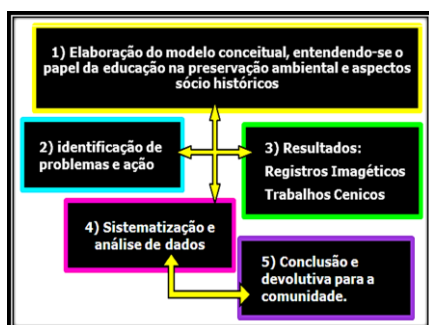 1) Elaboração do modelo conceitual, entendendo-se o
papel da educação na preservação ambiental e aspectos
sócio históricos
2) identificação de
problemas e ação
3) Resultados:
Registros Imagéticos
Trabalhos Cenicos
4) Sistematização e
análise de dados
5) Conclusão e
devolutiva para a
comunidade.